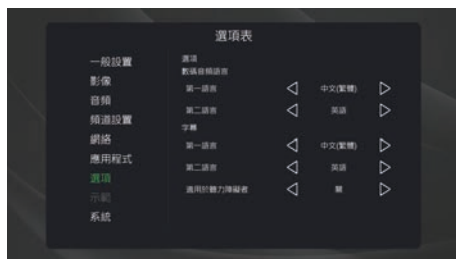 選項表
一般設置
影像
音頻
頻道設置
網絡
應用程式
選項
示範
系統
選項
數碼音頻語言
第一語言 中文(繁體)
第二語言 英語
字幕
第一語言 中文(繁體)
第二語言 英語
適用於聽力障礙者 關